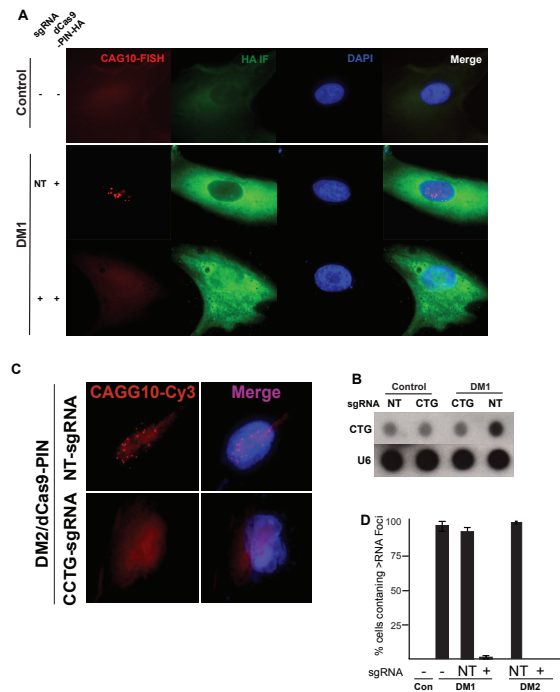 A
sgRNA
dCas9
-PIN-HA
CAG10-FISH
HA IF
DAPI
Merge
Control
- -
DM1
NT +
+ +
C
CAGG10-Cy3
Merge
DM2/dCas9-PIN
NT-sgRNA
CCTG-sgRNA
B
Control DM1
sgRNA NT CTG CTG NT
CTG
U6
D
% cells contaning >RNA Foci
100
75
50
25
sgRNA - - NT + NT +
Con DM1 DM2